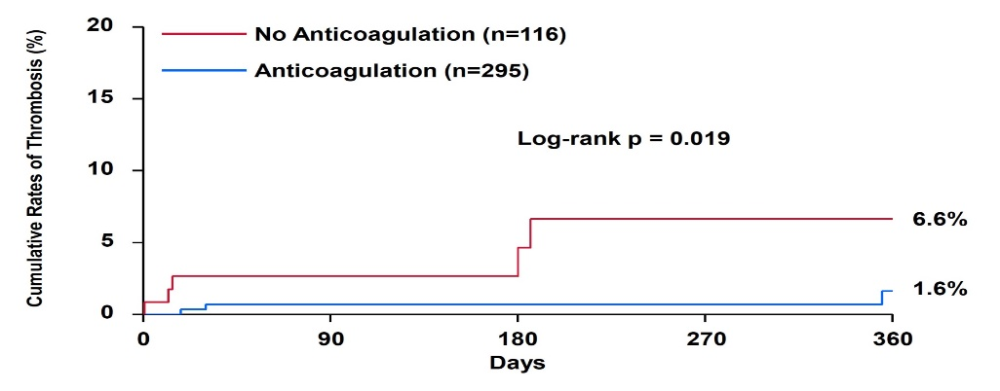 Cumulative Rates of Thrombosis (%)
20
15
10
5
0
No Anticoagulation (n=116)
Anticoagulation (n=295)
Log-rank p = 0.019
6.6%
1.6%
0 90 180 270 360
Days